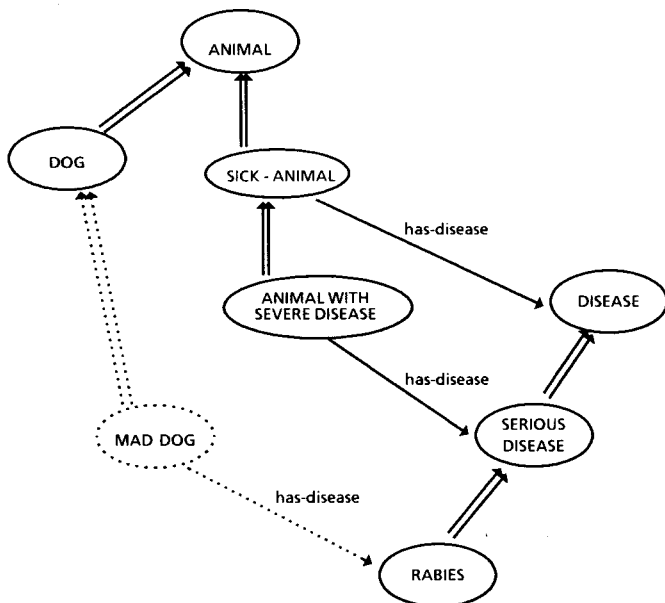 ANIMAL
DOG
SICK - ANIMAL
has-disease
ANIMAL WITH
SEVERE DISEASE
DISEASE
has-disease
SERIOUS
DISEASE
MAD DOG
has-disease
RABIES